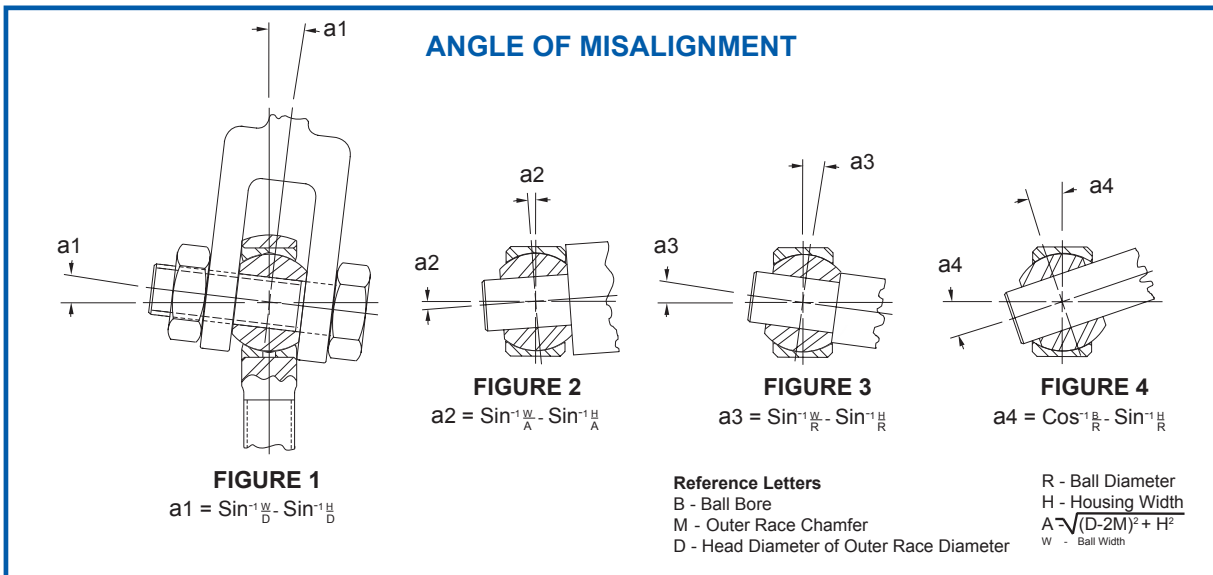 ANGLE OF MISALIGNMENT
a1
a1
a2
a2
a3
a3
a4
a4
FIGURE 1
a1 = Sin⁻¹ W/D - Sin⁻¹ H/D
FIGURE 2
a2 = Sin⁻¹ W/A - Sin⁻¹ H/A
FIGURE 3
a3 = Sin⁻¹ W/R - Sin⁻¹ H/R
FIGURE 4
a4 = Cos⁻¹ B/R - Sin⁻¹ H/R
Reference Letters
B - Ball Bore
M - Outer Race Chamfer
D - Head Diameter of Outer Race Diameter
R - Ball Diameter
H - Housing Width
A = √(D-2M)² + H²
W - Ball Width